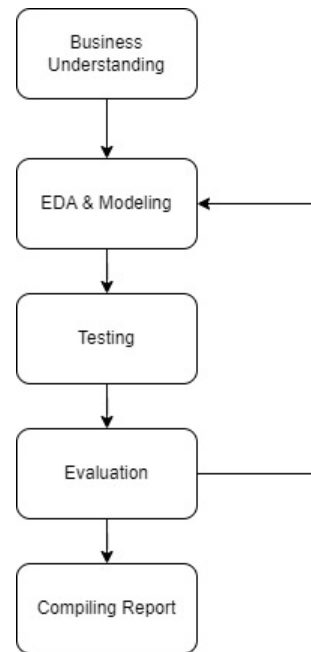 Business
Understanding
EDA & Modeling
Testing
Evaluation
Compiling Report